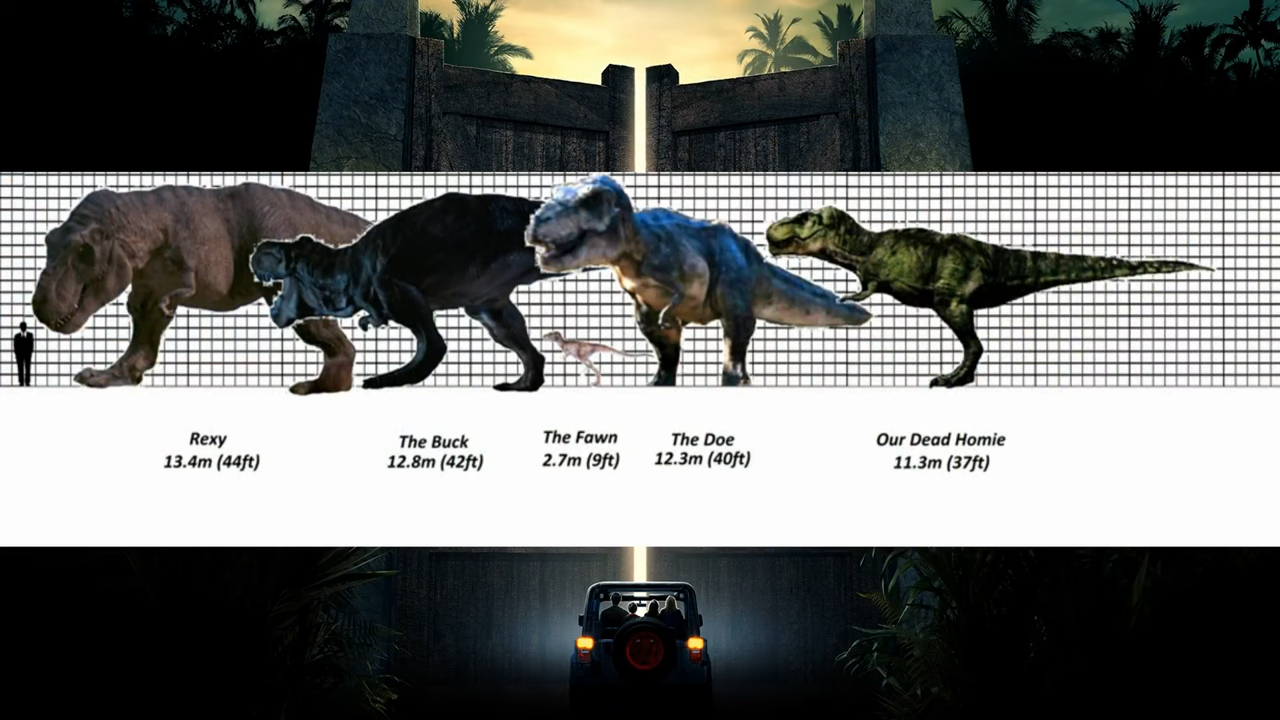 Rexy
13.4m (44ft)
The Buck
12.8m (42ft)
The Fawn
2.7m (9ft)
The Doe
12.3m (40ft)
Our Dead Homie
11.3m (37ft)